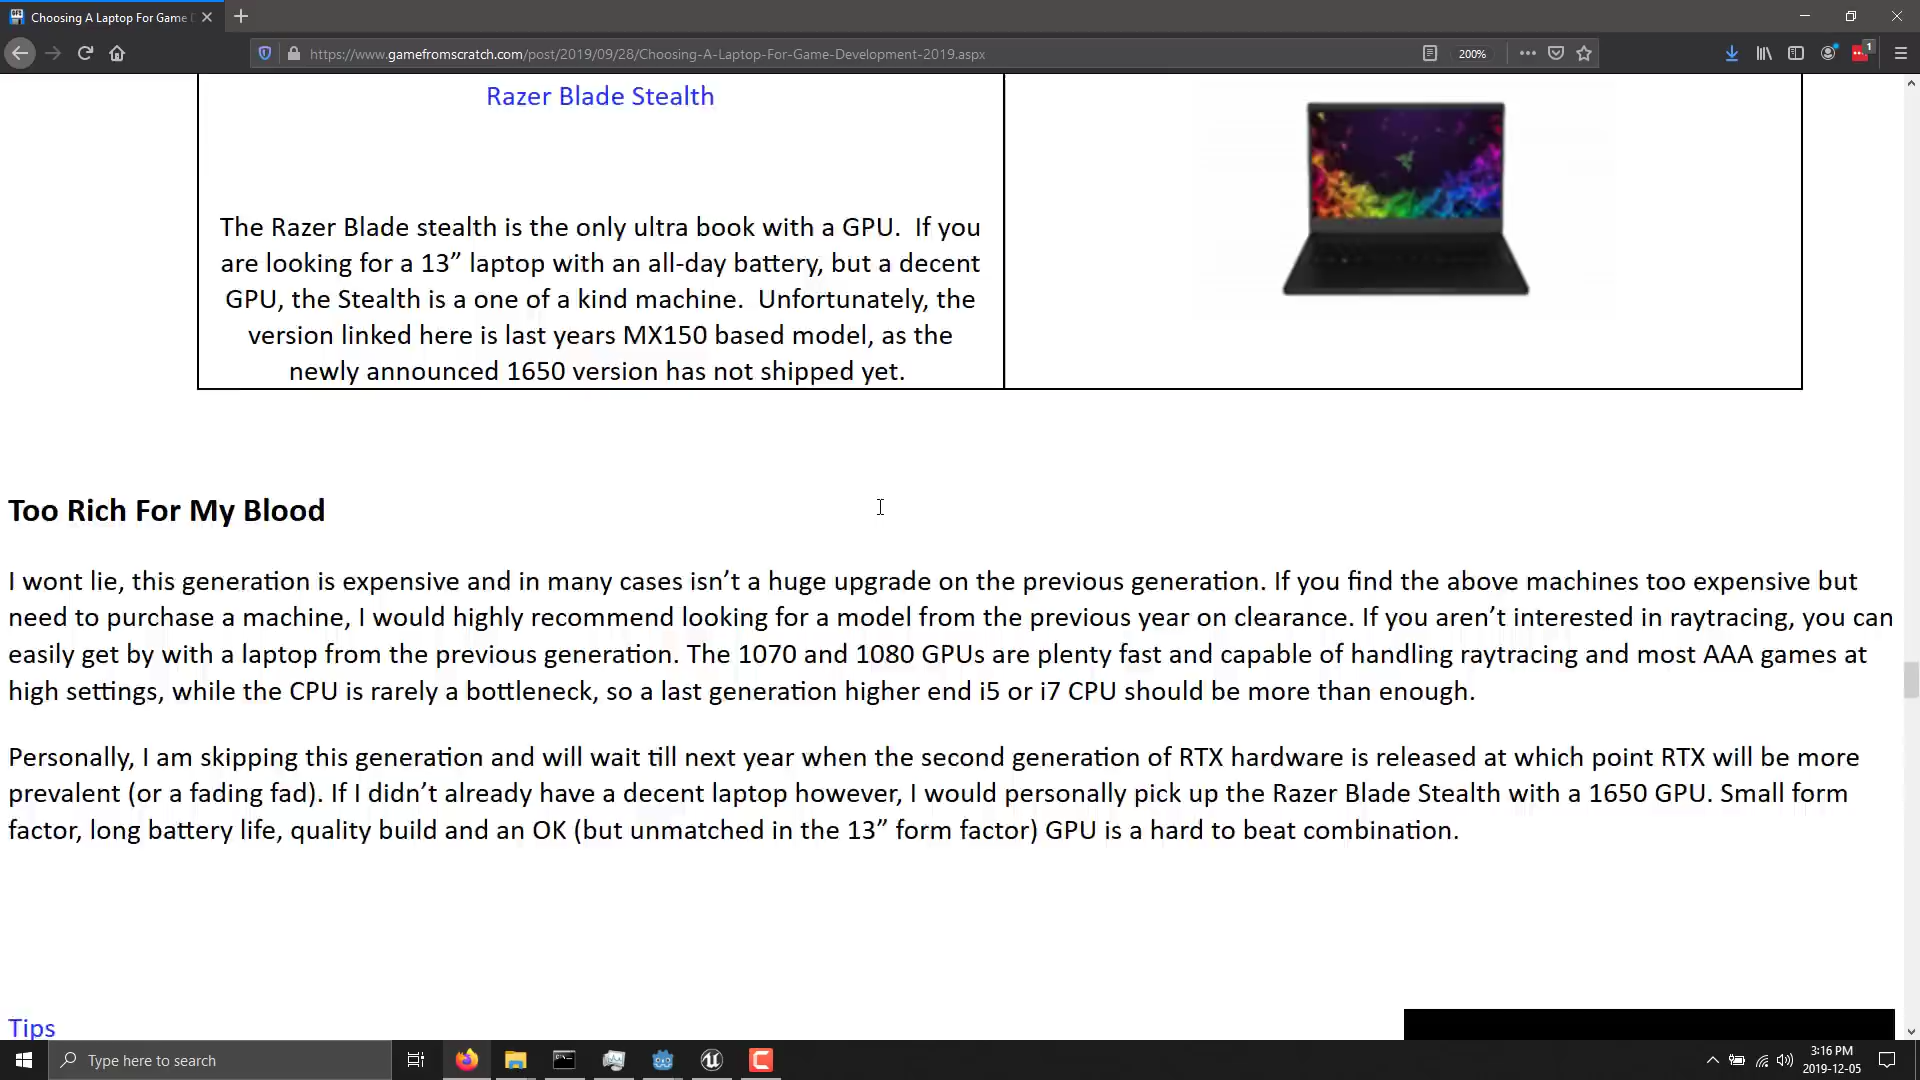 Choosing A Laptop For Game
https://www.gamefromscratch.com/post/2019/09/28/Choosing-A-Laptop-For-Game-Development-2019.aspx
200%
1
Razer Blade Stealth
The Razer Blade stealth is the only ultra book with a GPU.  If you
are looking for a 13” laptop with an all-day battery, but a decent
GPU, the Stealth is a one of a kind machine.  Unfortunately, the
version linked here is last years MX150 based model, as the
newly announced 1650 version has not shipped yet.
Too Rich For My Blood
I wont lie, this generation is expensive and in many cases isn’t a huge upgrade on the previous generation. If you find the above machines too expensive but
need to purchase a machine, I would highly recommend looking for a model from the previous year on clearance. If you aren’t interested in raytracing, you can
easily get by with a laptop from the previous generation. The 1070 and 1080 GPUs are plenty fast and capable of handling raytracing and most AAA games at
high settings, while the CPU is rarely a bottleneck, so a last generation higher end i5 or i7 CPU should be more than enough.
Personally, I am skipping this generation and will wait till next year when the second generation of RTX hardware is released at which point RTX will be more
prevalent (or a fading fad). If I didn’t already have a decent laptop however, I would personally pick up the Razer Blade Stealth with a 1650 GPU. Small form
factor, long battery life, quality build and an OK (but unmatched in the 13” form factor) GPU is a hard to beat combination.
Tips
Type here to search
3:16 PM
2019-12-05